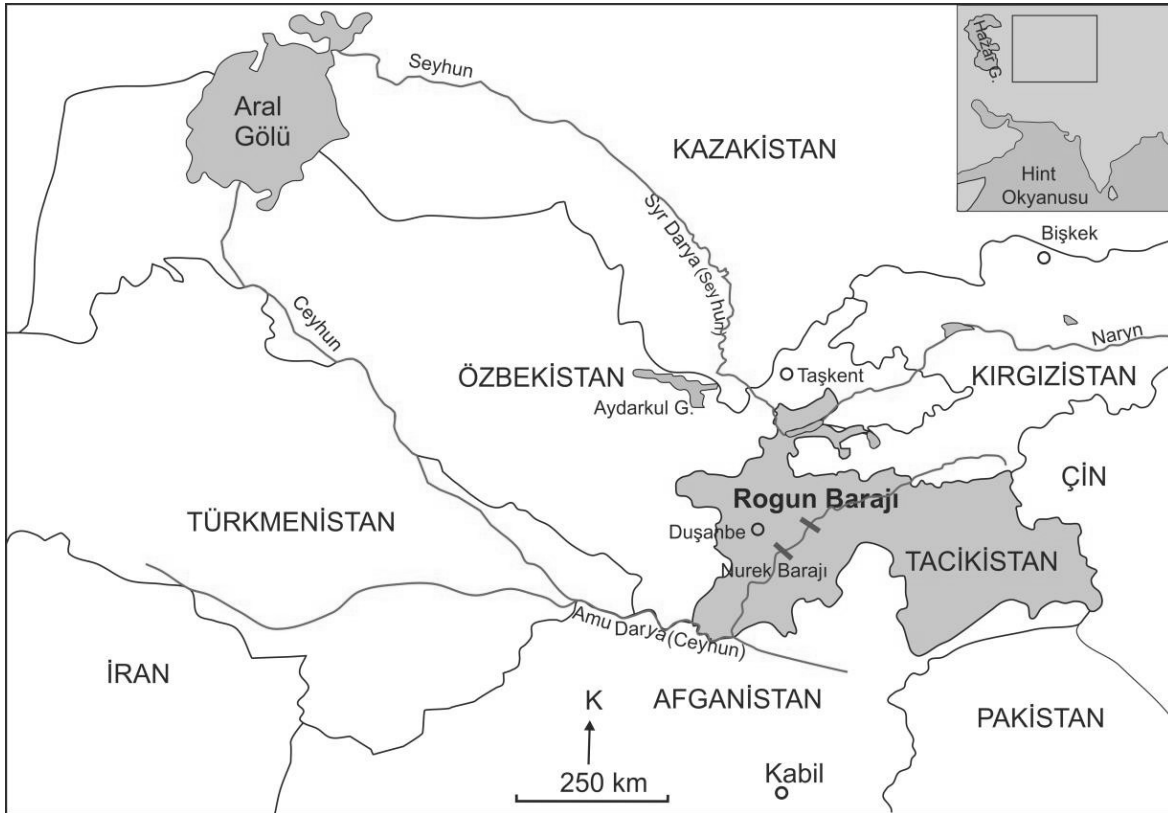 Seyhun
Aral
Gölü
KAZAKİSTAN
Hazar G.
Hint
Okyanusu
Bişkek
Syr Darya (Seyhun)
Ceyhun
Naryn
ÖZBEKİSTAN
Taşkent
KIRGIZİSTAN
Aydarkul G.
ÇİN
Rogun Barajı
TÜRKMENİSTAN
Duşanbe
Nurek Barajı
TACİKİSTAN
Amu Darya (Ceyhun)
İRAN
K
AFGANİSTAN
PAKİSTAN
250 km
Kabil